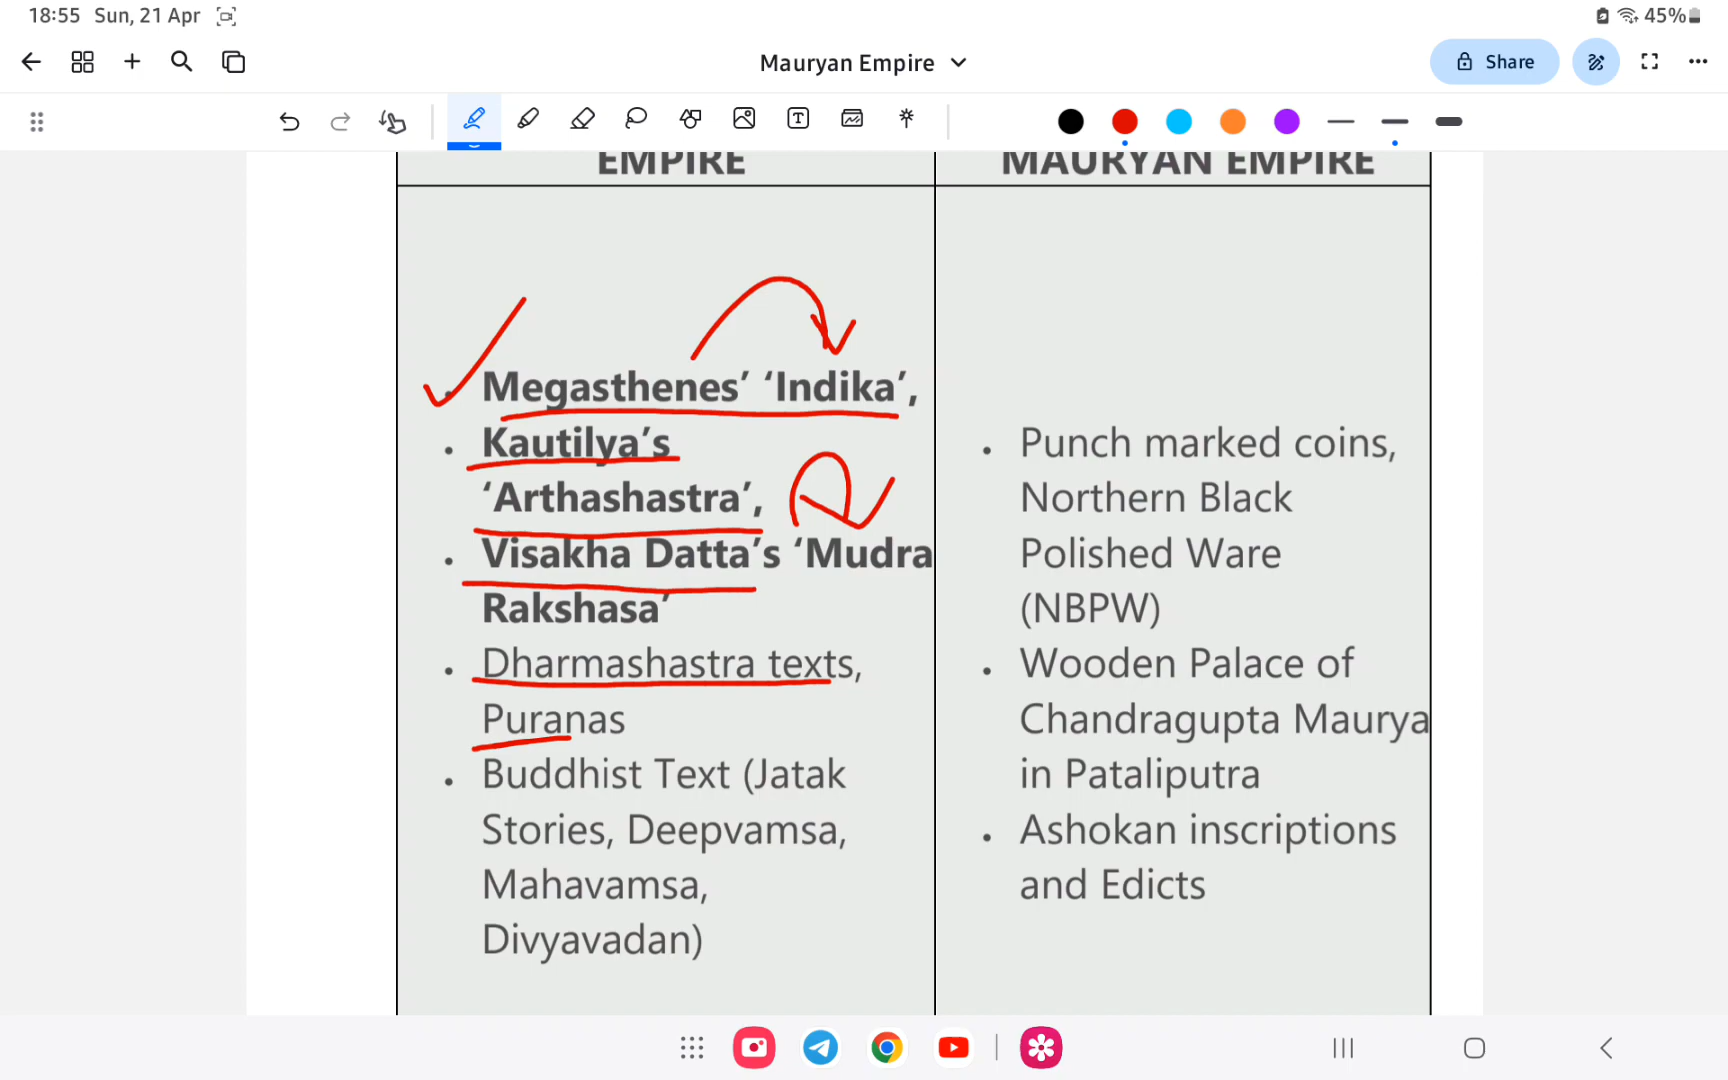 18:55 Sun, 21 Apr
45%
Mauryan Empire
Share
EMPIRE
MAURYAN EMPIRE
Megasthenes’ ‘Indika’,
• Kautilya’s
‘Arthashastra’,
• Visakha Datta’s ‘Mudra
Rakshasa’
• Dharmashastra texts,
Puranas
• Buddhist Text (Jatak
Stories, Deepvamsa,
Mahavamsa,
Divyavadan)
• Punch marked coins,
Northern Black
Polished Ware
(NBPW)
• Wooden Palace of
Chandragupta Maurya
in Pataliputra
• Ashokan inscriptions
and Edicts